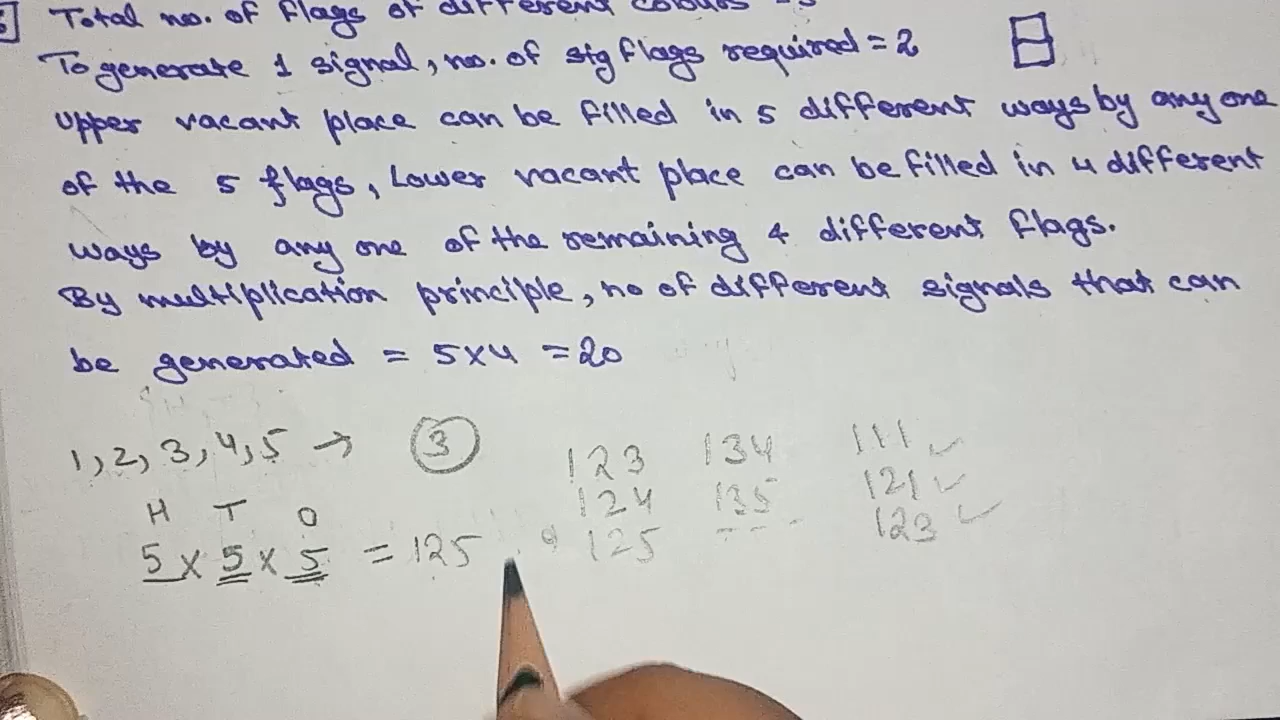 Total no. of flags of different colours = 5
To generate 1 signal, no. of sig flags required = 2
Upper vacant place can be filled in 5 different ways by any one
of the 5 flags, Lower vacant place can be filled in 4 different
ways by any one of the remaining 4 different flags.
By multiplication principle, no of different signals that can
be generated = 5x4 = 20
1, 2, 3, 4, 5 → 3
H T O
5 x 5 x 5 = 125
123 134 111 ✓
124 135 121 ✓
125 --- 123 ✓